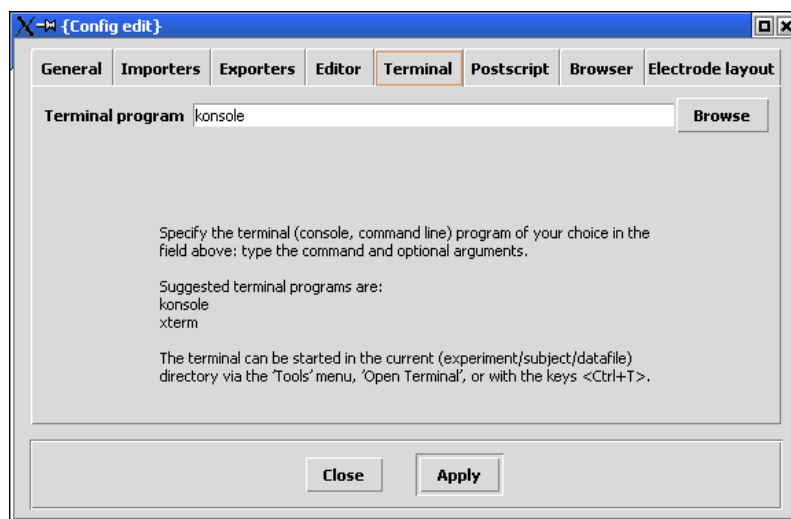 {Config edit}
General Importers Exporters Editor Terminal Postscript Browser Electrode layout
Terminal program konsole Browse
Specify the terminal (console, command line) program of your choice in the
field above: type the command and optional arguments.
Suggested terminal programs are:
konsole
xterm
The terminal can be started in the current (experiment/subject/datafile)
directory via the 'Tools' menu, 'Open Terminal', or with the keys <Ctrl+T>.
Close Apply